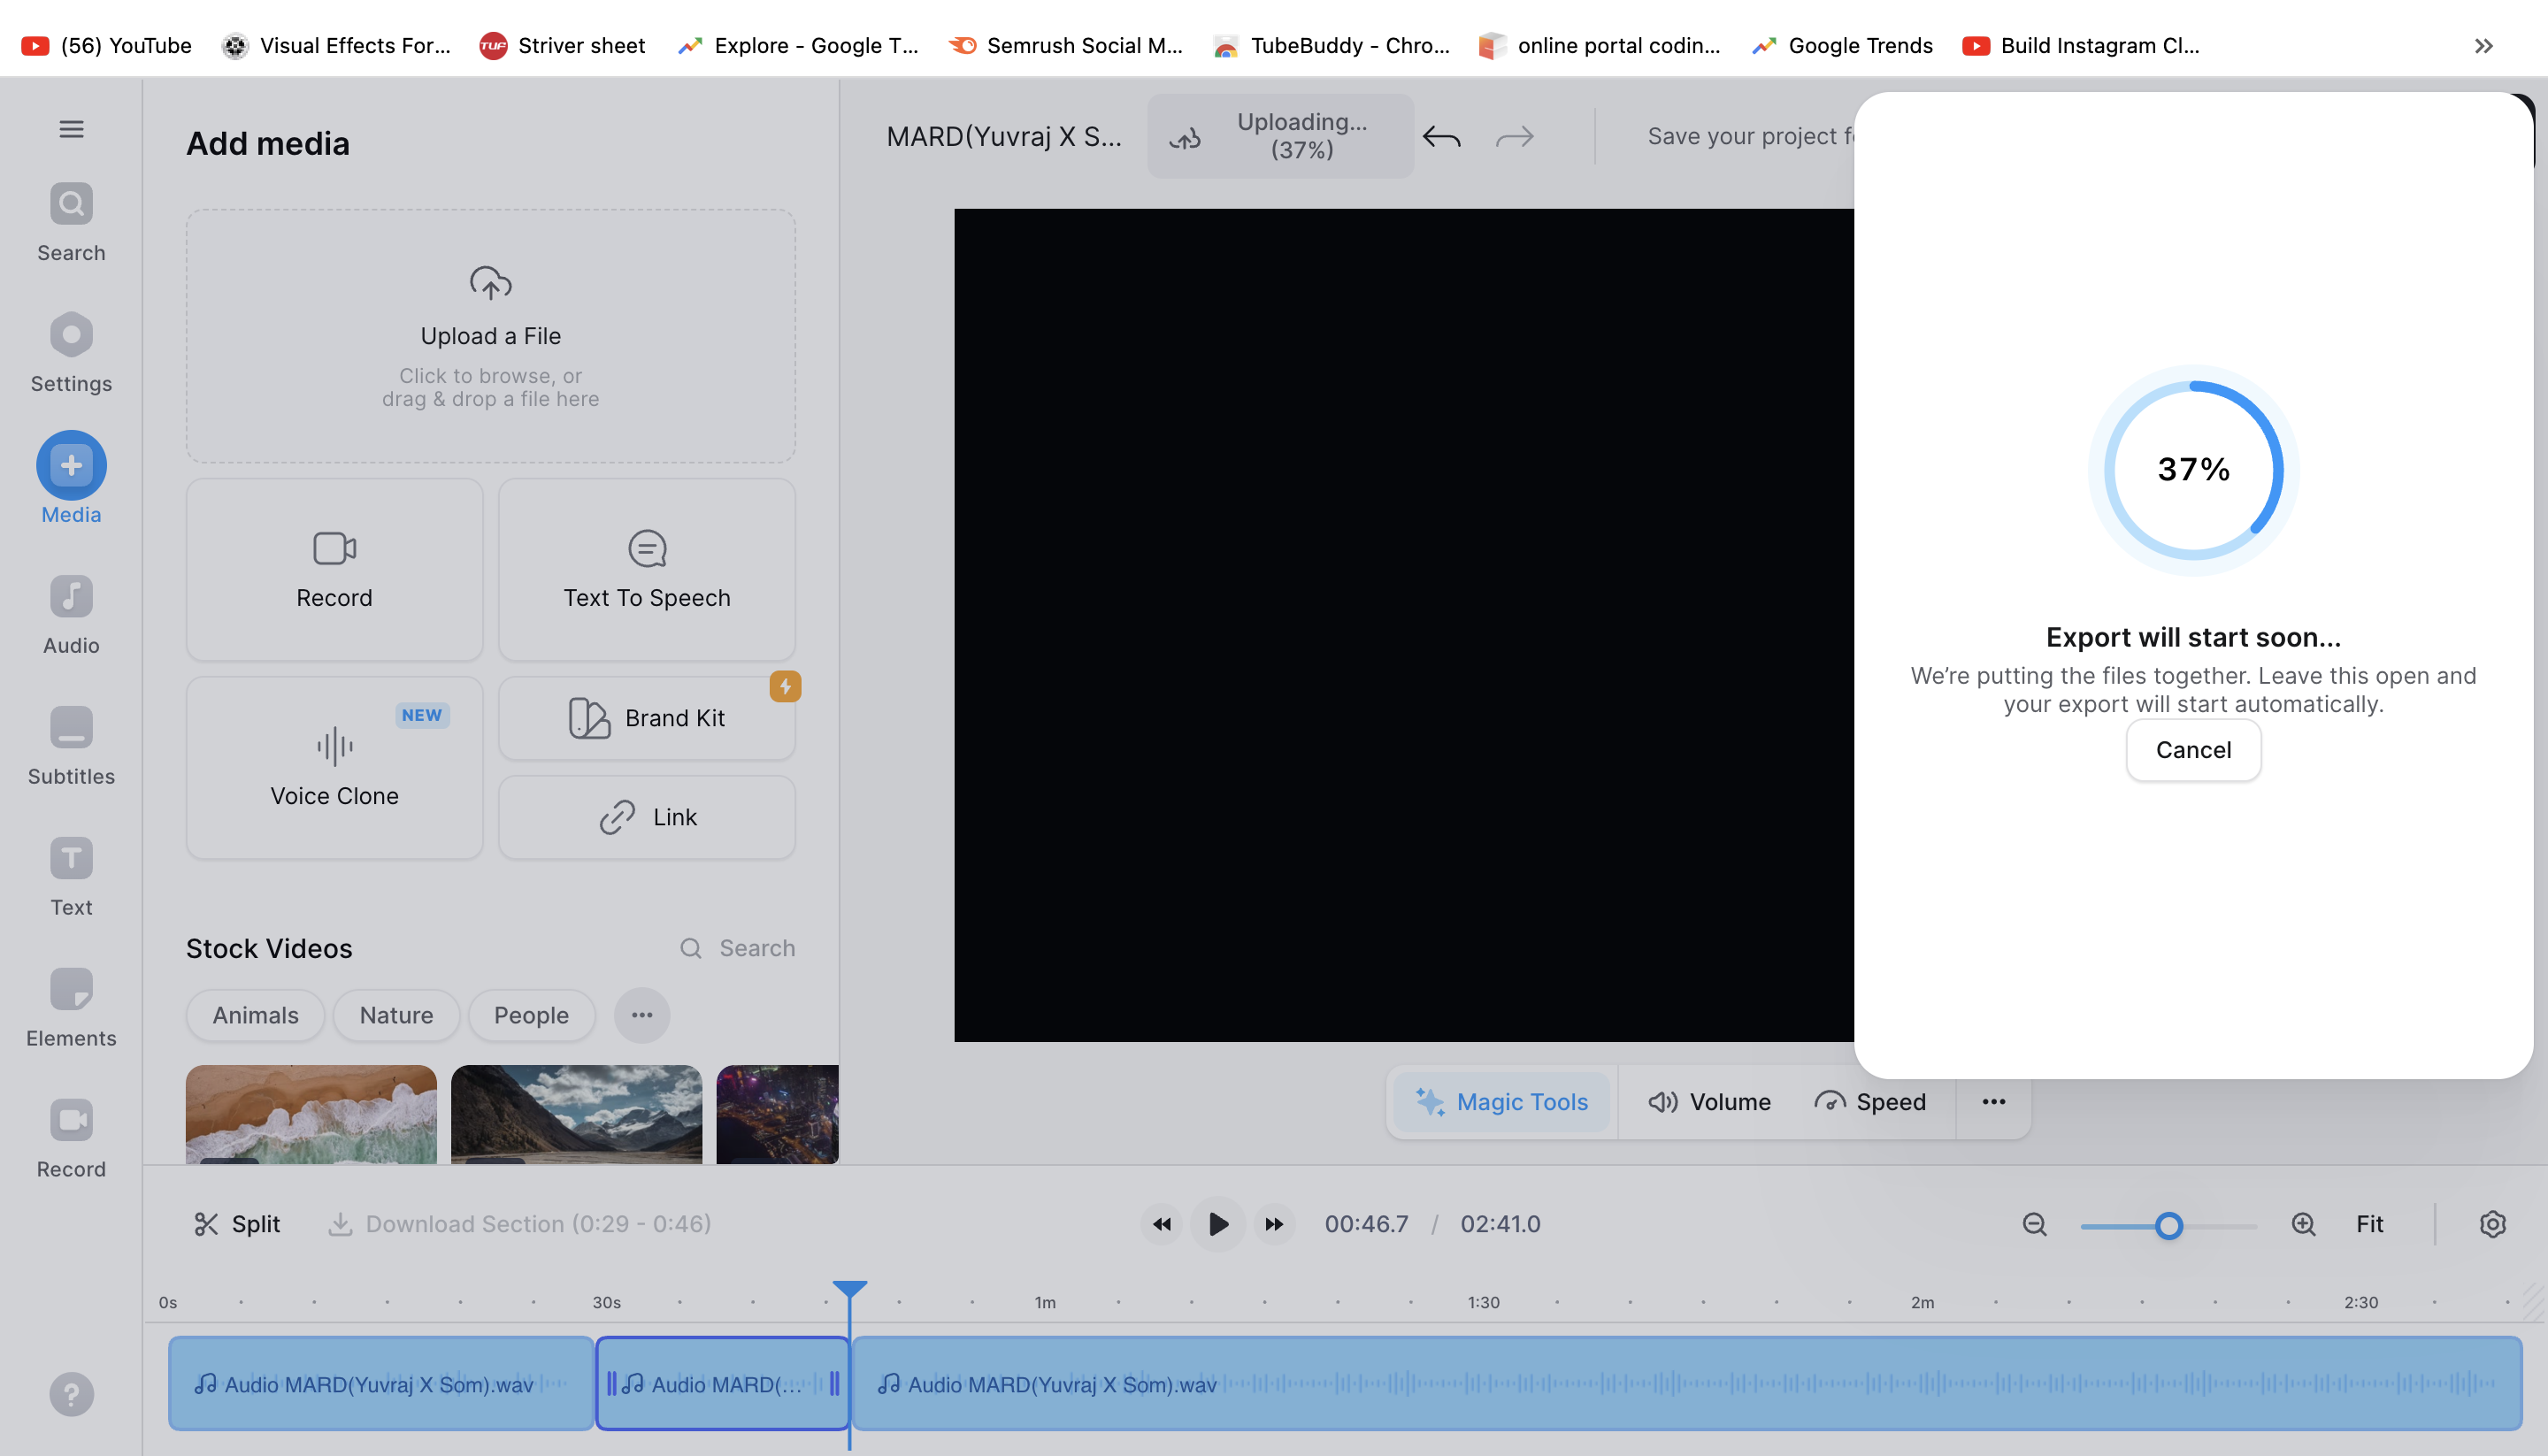 (56) YouTube
Visual Effects For...
TUF
Striver sheet
Explore - Google T...
Semrush Social M...
TubeBuddy - Chro...
online portal codin...
Google Trends
Build Instagram Cl...
Search
Settings
Media
Audio
Subtitles
Text
Elements
Record
Add media
Upload a File
Click to browse, or
drag & drop a file here
Record
Text To Speech
NEW
Voice Clone
Brand Kit
Link
Stock Videos
Search
Animals
Nature
People
MARD(Yuvraj X S...
Uploading...
(37%)
Save your project f
37%
Export will start soon...
We're putting the files together. Leave this open and
your export will start automatically.
Cancel
Magic Tools
Volume
Speed
Split
Download Section (0:29 - 0:46)
00:46.7 / 02:41.0
Fit
0s
30s
1m
1:30
2m
2:30
Audio MARD(Yuvraj X Som).wav
Audio MARD(...
Audio MARD(Yuvraj X Som).wav